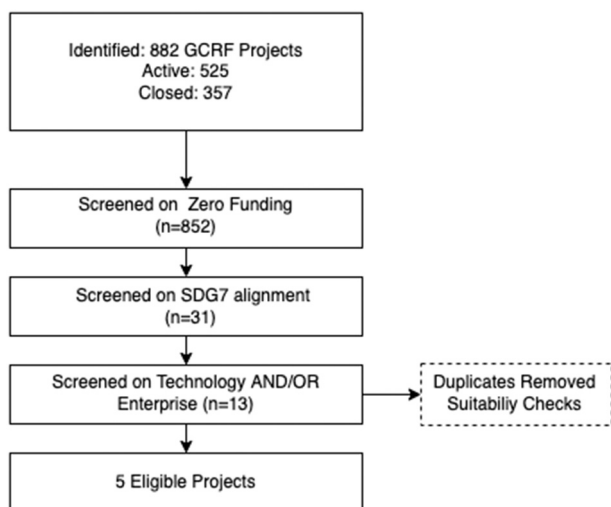 Identified: 882 GCRF Projects
Active: 525
Closed: 357
Screened on Zero Funding
(n=852)
Screened on SDG7 alignment
(n=31)
Screened on Technology AND/OR
Enterprise (n=13)
Duplicates Removed
Suitabiliy Checks
5 Eligible Projects